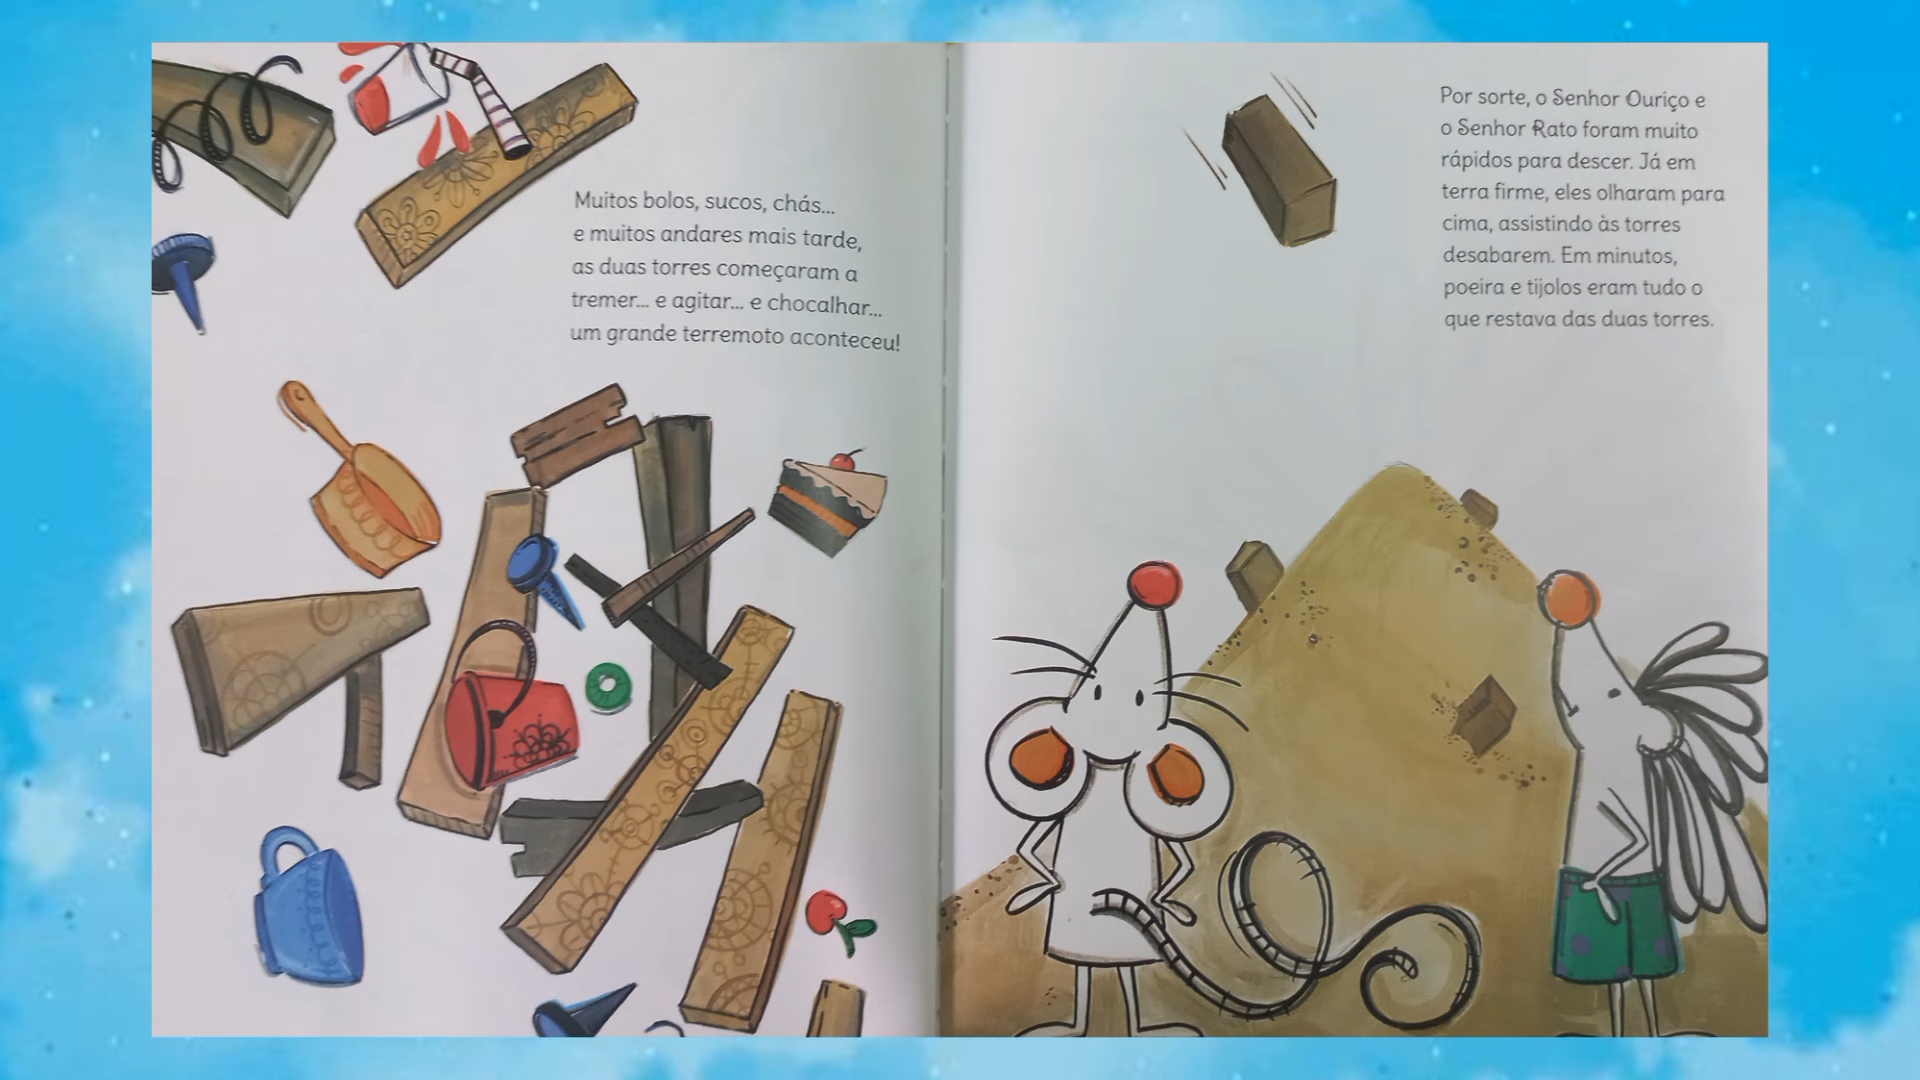 Muitos bolos, sucos, chás...
e muitos andares mais tarde,
as duas torres começaram a
tremer... e agitar... e chocalhar...
um grande terremoto aconteceu!
Por sorte, o Senhor Ouriço e
o Senhor Rato foram muito
rápidos para descer. Já em
terra firme, eles olharam para
cima, assistindo às torres
desabarem. Em minutos,
poeira e tijolos eram tudo o
que restava das duas torres.